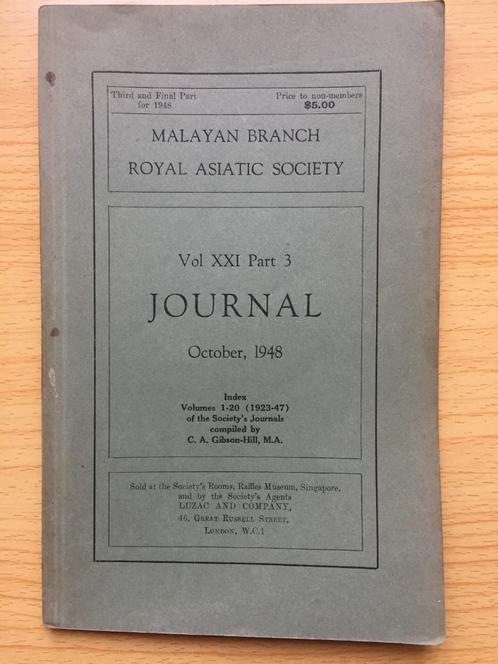 Third and Final Part
for 1948
Price to non-members
$5.00
MALAYAN BRANCH
ROYAL ASIATIC SOCIETY
Vol XXI Part 3
JOURNAL
October, 1948
Index
Volumes 1-20 (1923-47)
of the Society's Journals
compiled by
C. A. Gibson-Hill, M.A.
Sold at the Society's Rooms, Raffles Museum, Singapore,
and by the Society's Agents
LUZAC AND COMPANY,
46, GREAT RUSSELL STREET,
LONDON, W.C.1